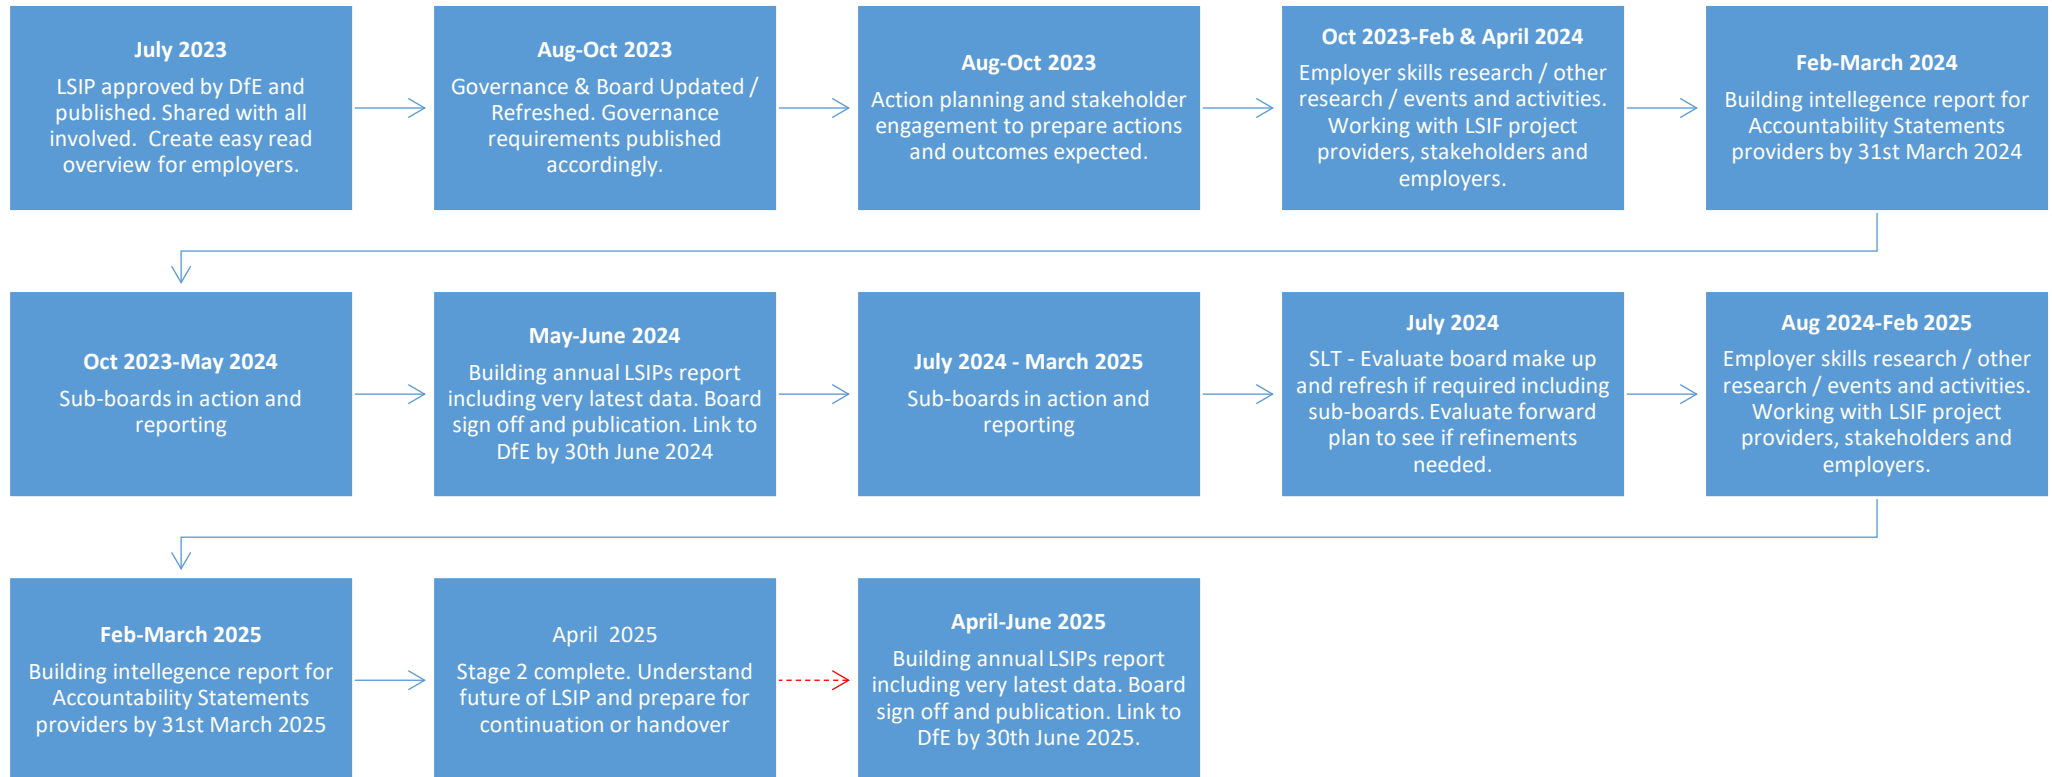 July 2023
LSIP approved by DfE and
published. Shared with all
involved.  Create easy read
overview for employers.
Aug-Oct 2023
Governance & Board Updated /
Refreshed. Governance
requirements published
accordingly.
Aug-Oct 2023
Action planning and stakeholder
engagement to prepare actions
and outcomes expected.
Oct 2023-Feb & April 2024
Employer skills research / other
research / events and activities.
Working with LSIF project
providers, stakeholders and
employers.
Feb-March 2024
Building intellegence report for
Accountability Statements
providers by 31st March 2024
Oct 2023-May 2024
Sub-boards in action and
reporting
May-June 2024
Building annual LSIPs report
including very latest data. Board
sign off and publication. Link to
DfE by 30th June 2024
July 2024 - March 2025
Sub-boards in action and
reporting
July 2024
SLT - Evaluate board make up
and refresh if required including
sub-boards. Evaluate forward
plan to see if refinements
needed.
Aug 2024-Feb 2025
Employer skills research / other
research / events and activities.
Working with LSIF project
providers, stakeholders and
employers.
Feb-March 2025
Building intellegence report for
Accountability Statements
providers by 31st March 2025
April  2025
Stage 2 complete. Understand
future of LSIP and prepare for
continuation or handover
April-June 2025
Building annual LSIPs report
including very latest data. Board
sign off and publication. Link to
DfE by 30th June 2025.